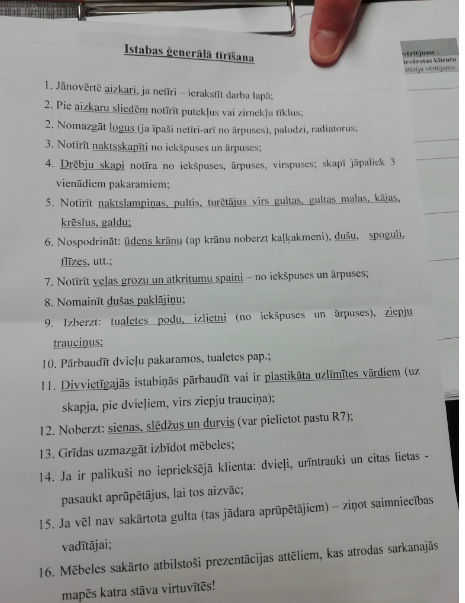 Istabas ģenerālā tīrīšana
vērtējums :
ievērotas klientu
1. Jānovērtē aizkari, ja netīri – ierakstīt darba lapā;
2. Pie aizkaru sliedēm notīrīt putekļus vai zirnekļu tīklus;
2. Nomazgāt logus (ja īpaši netīri-arī no ārpuses), palodzi, radiatorus;
3. Notīrīt naktsskapīti no iekšpuses un ārpuses;
4. Drēbju skapi notīra no iekšpuses, ārpuses, virspuses; skapī jāpaliek 3
vienādiem pakaramiem;
5. Notīrīt naktslampiņas, pultis, turētājus virs gultas, gultas malas, kājas,
krēslus, galdu;
6. Nospodrināt: ūdens krānu (ap krānu noberzt kaļķakmeni), dušu, spoguli,
flīzes, utt.;
7. Notīrīt veļas grozu un atkritumu spaini – no iekšpuses un ārpuses;
8. Nomainīt dušas paklājiņu;
9. Izberzt: tualetes podu, izlietni (no iekšpuses un ārpuses), ziepju
trauciņus;
10. Pārbaudīt dvieļu pakaramos, tualetes pap.;
11. Divvietīgajās istabiņās pārbaudīt vai ir plastikāta uzlīmītes vārdiem (uz
skapja, pie dvieļiem, virs ziepju trauciņa);
12. Noberzt: sienas, slēdžus un durvis (var pielietot pastu R7);
13. Grīdas uzmazgāt izbīdot mēbeles;
14. Ja ir palikuši no iepriekšējā klienta: dvieļi, urīntrauki un citas lietas -
pasaukt aprūpētājus, lai tos aizvāc;
15. Ja vēl nav sakārtota gulta (tas jādara aprūpētājiem) – ziņot saimniecības
vadītājai;
16. Mēbeles sakārto atbilstoši prezentācijas attēliem, kas atrodas sarkanajās
mapēs katra stāva virtuvītēs!